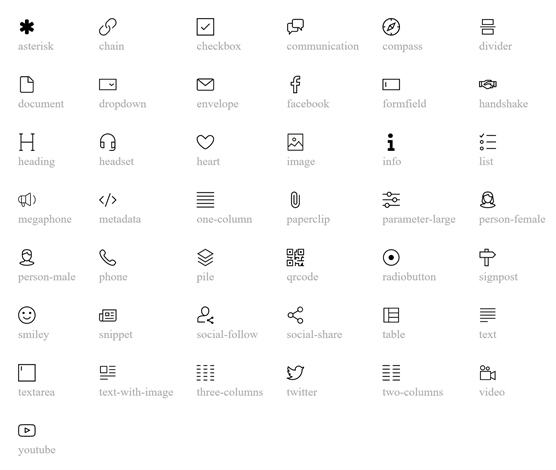 asterisk chain checkbox communication compass divider
document dropdown envelope facebook formfield handshake
heading headset heart image info list
megaphone metadata one-column paperclip parameter-large person-female
person-male phone pile qrcode radiobutton signpost
smiley snippet social-follow social-share table text
textarea text-with-image three-columns twitter two-columns video
youtube